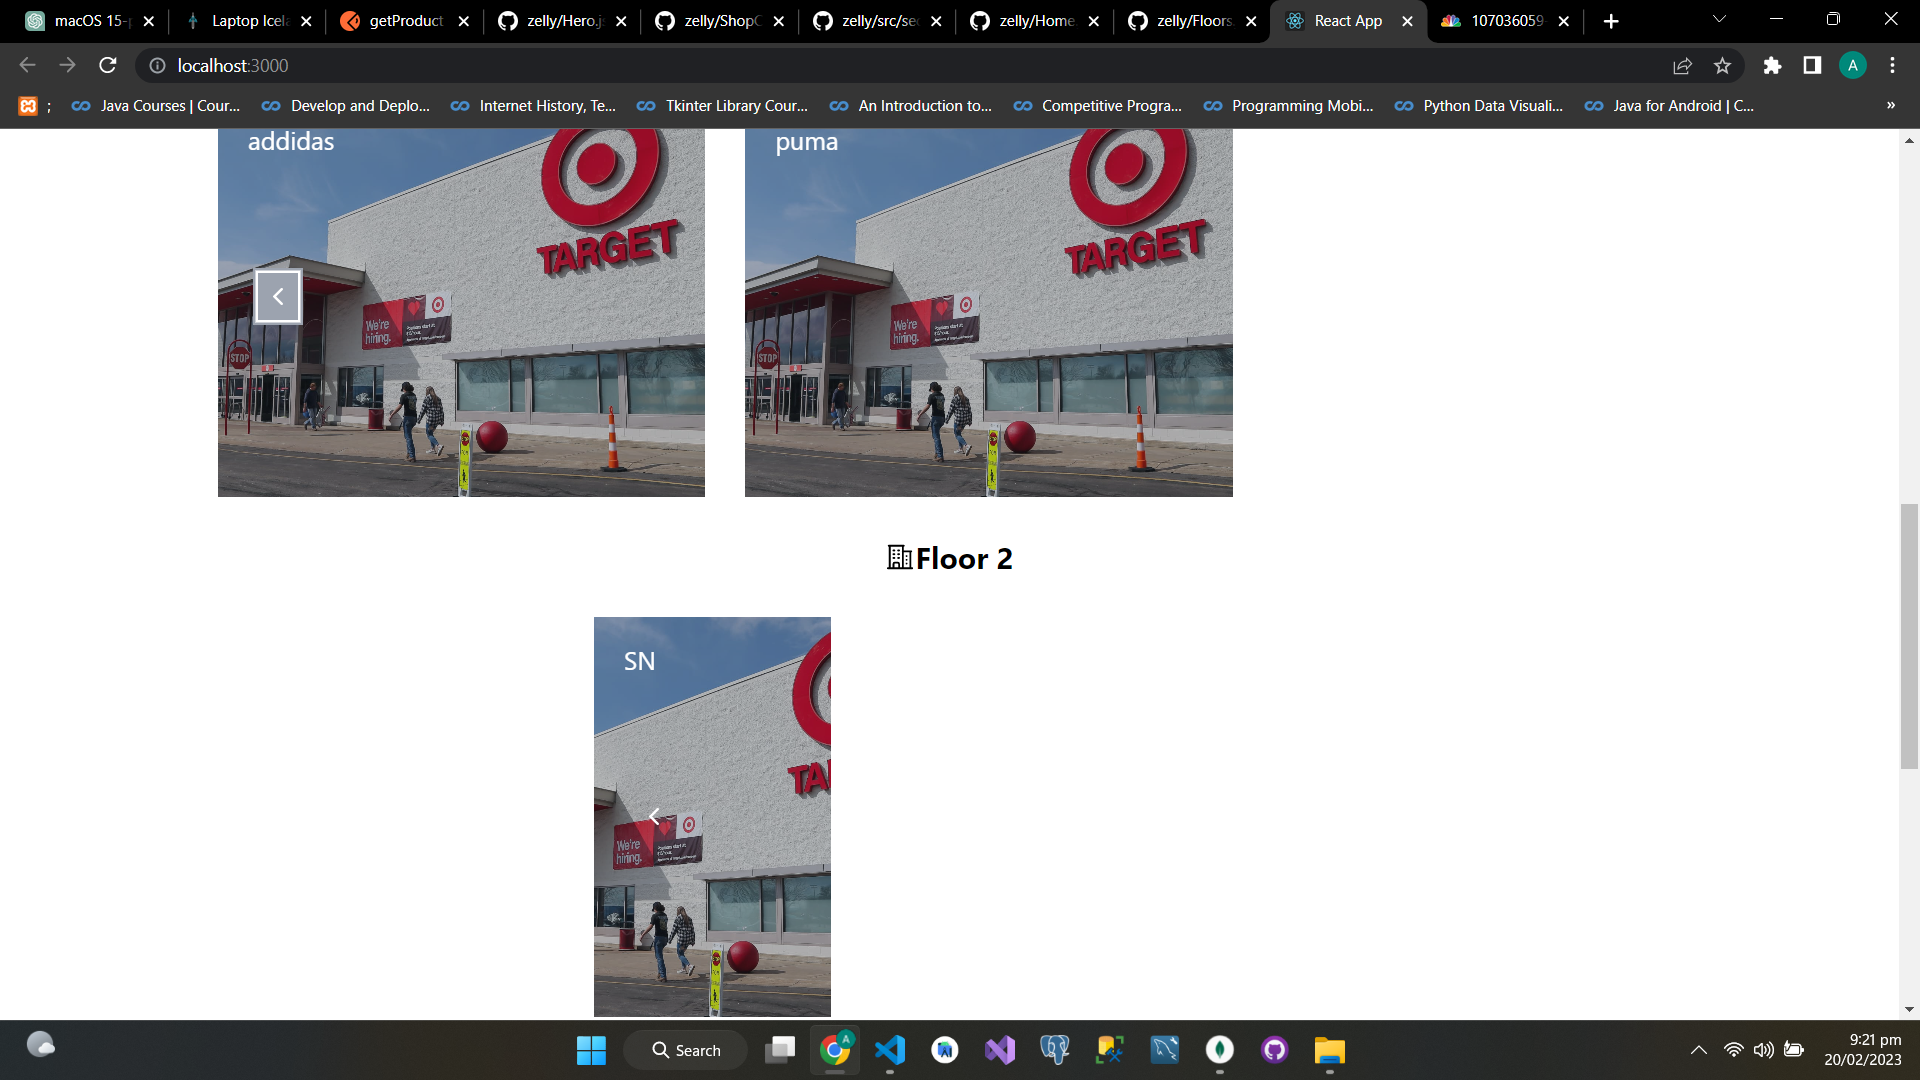 macOS 15-p
Laptop Icela
getProduct
zelly/Hero.js
zelly/ShopC
zelly/src/sec
zelly/Home.
zelly/Floors.
React App
107036059-
localhost:3000
A
;
Java Courses | Cour...
Develop and Deplo...
Internet History, Te...
Tkinter Library Cour...
An Introduction to...
Competitive Progra...
Programming Mobi...
Python Data Visuali...
Java for Android | C...
»
addidas
puma
TARGET
TARGET
We're
hiring.
We're
hiring.
STOP
STOP
Floor 2
SN
TA
We're
hiring.
Search
A
9:21 pm
20/02/2023